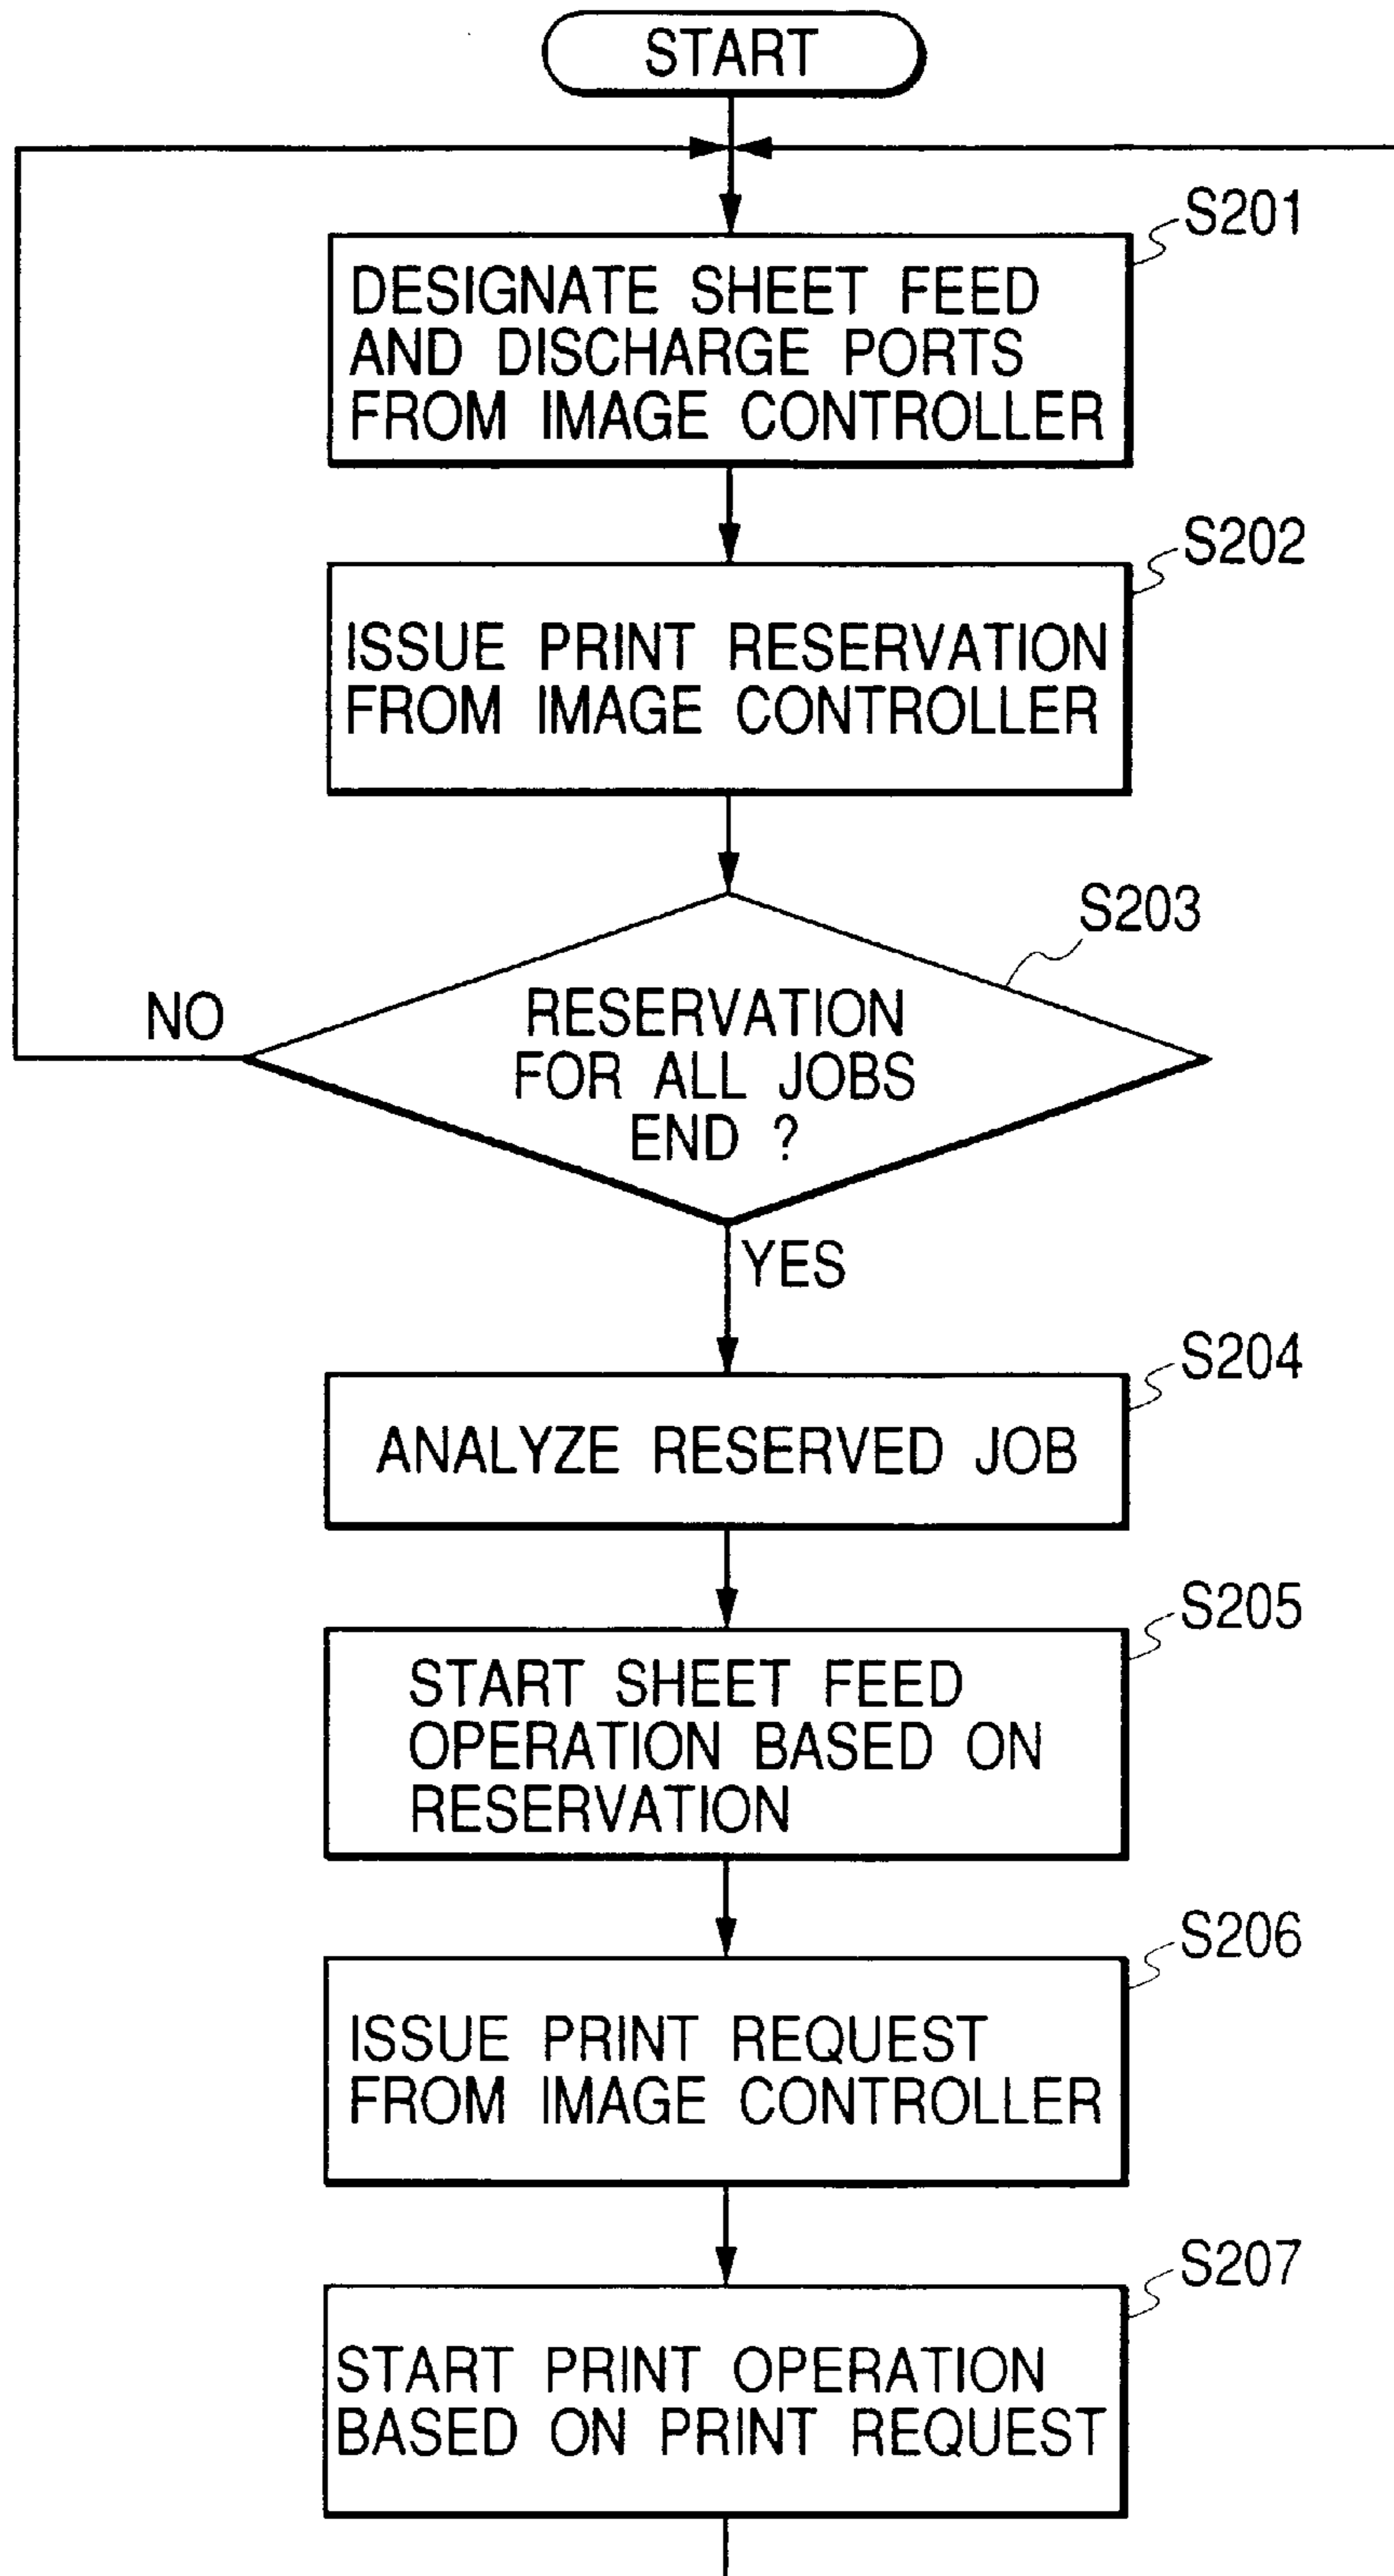 START
S201
DESIGNATE SHEET FEED
AND DISCHARGE PORTS
FROM IMAGE CONTROLLER
S202
ISSUE PRINT RESERVATION
FROM IMAGE CONTROLLER
S203
RESERVATION
FOR ALL JOBS
END ?
NO
YES
S204
ANALYZE RESERVED JOB
S205
START SHEET FEED
OPERATION BASED ON
RESERVATION
S206
ISSUE PRINT REQUEST
FROM IMAGE CONTROLLER
S207
START PRINT OPERATION
BASED ON PRINT REQUEST